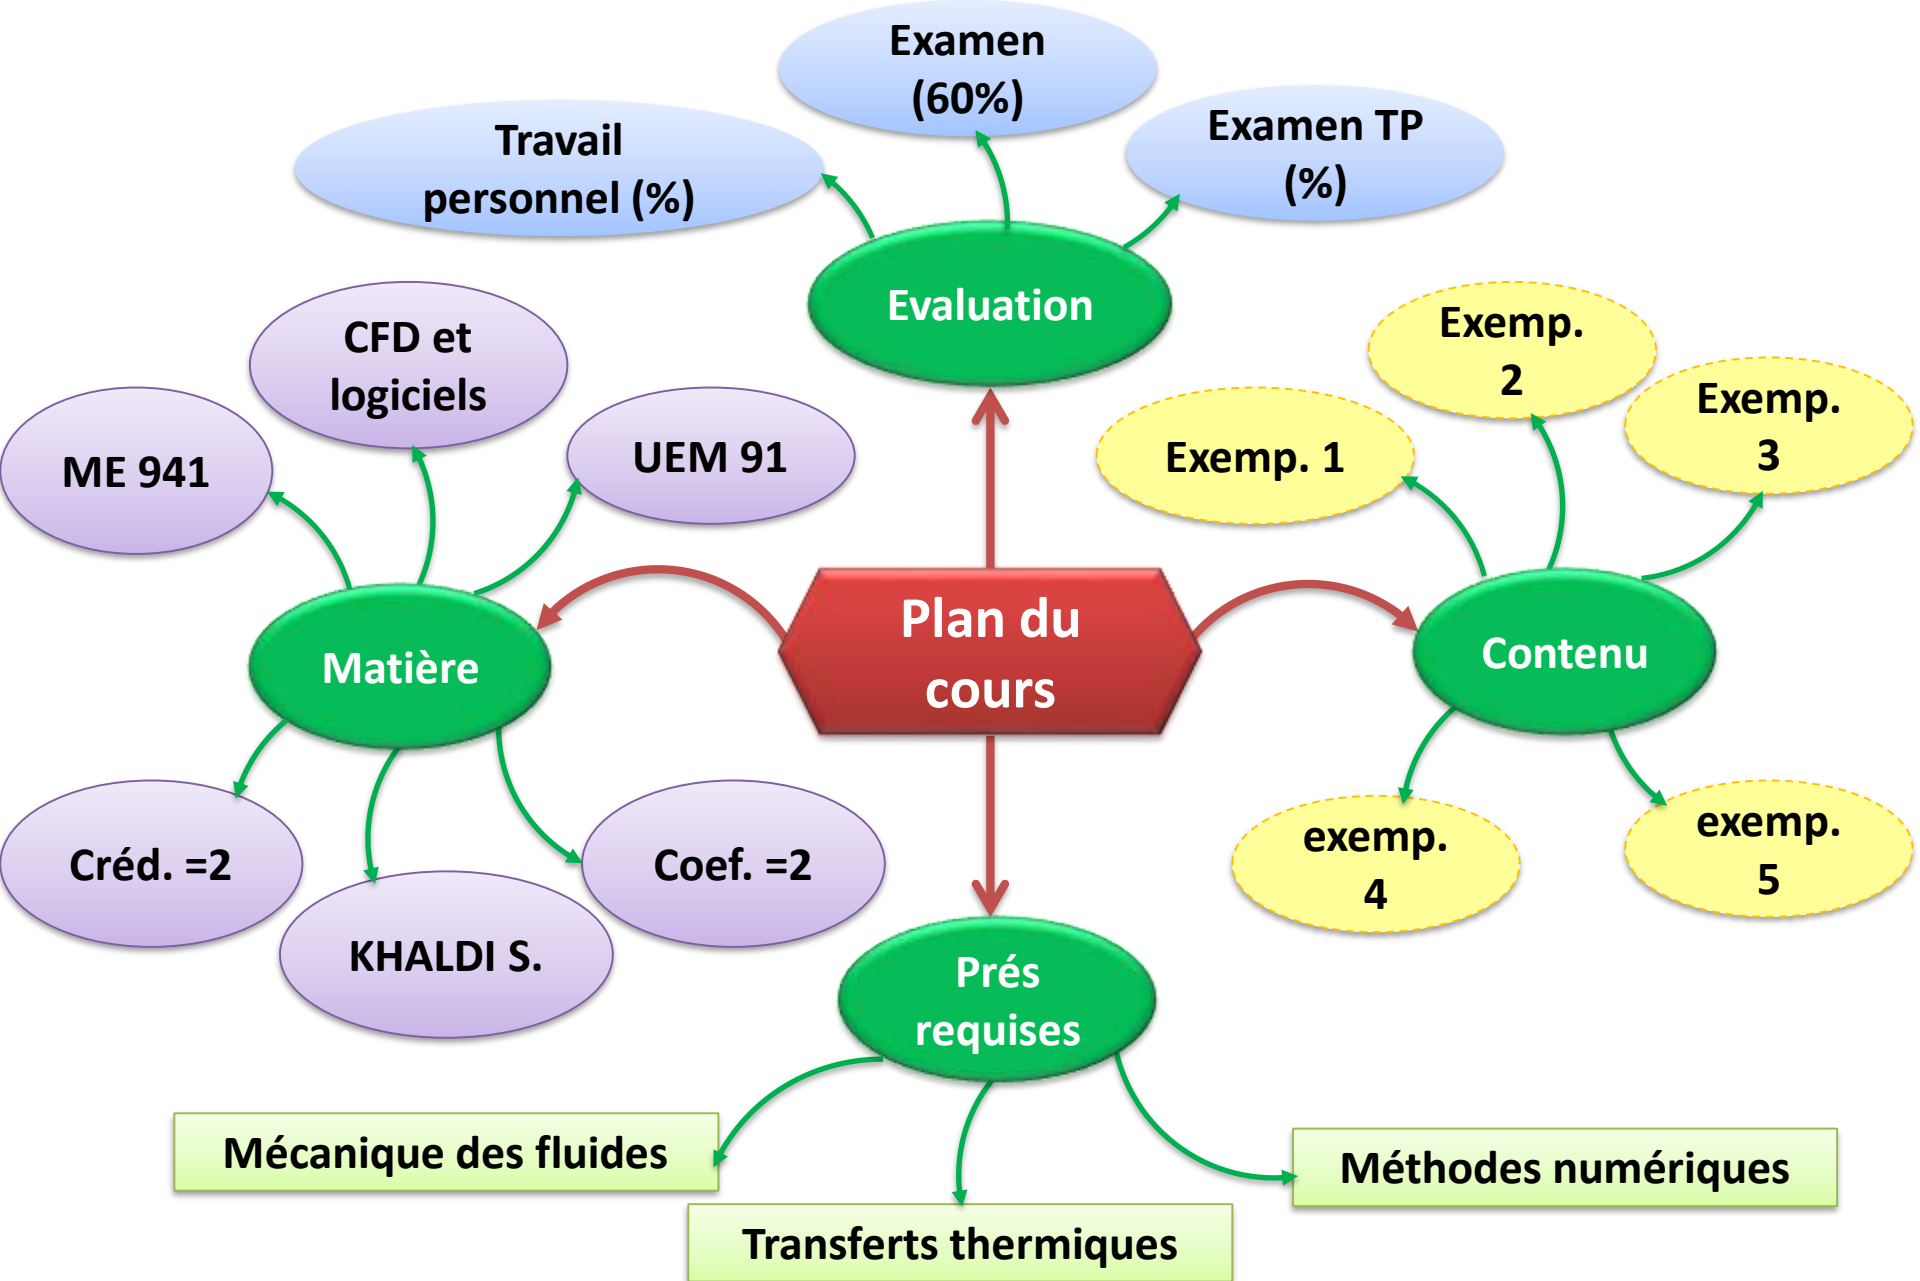 Examen
(60%)
Travail
personnel (%)
Examen TP
(%)
Evaluation
CFD et
logiciels
ME 941
UEM 91
Exemp. 1
Exemp.
2
Exemp.
3
Plan du
cours
Matière
Contenu
Créd. =2
KHALDI S.
Coef. =2
exemp.
4
exemp.
5
Prés
requises
Mécanique des fluides
Transferts thermiques
Méthodes numériques